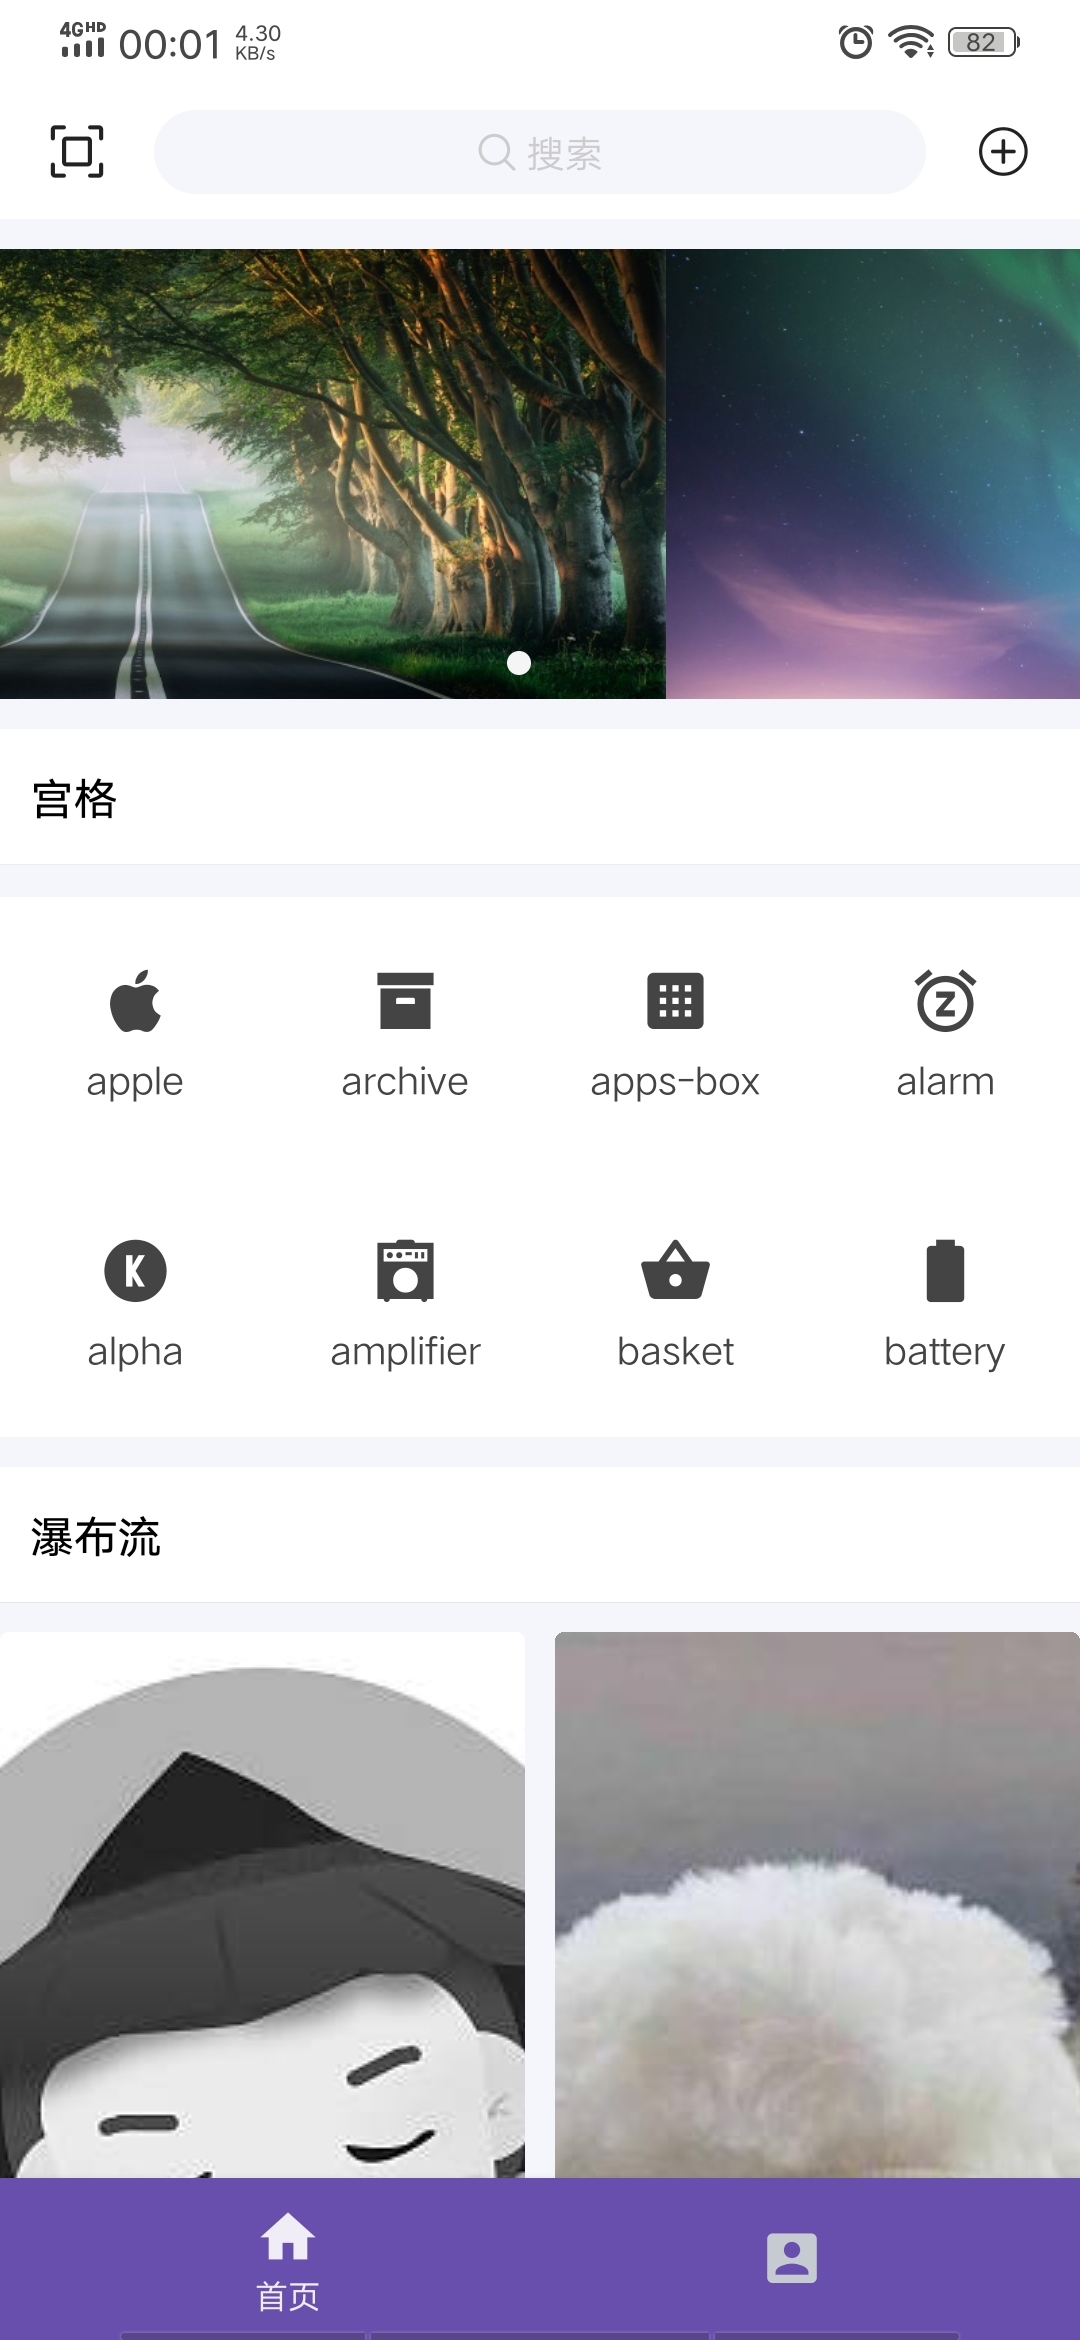 4G HD 00:01 4.30 KB/s 82
搜索
宫格
apple archive apps-box alarm
K
alpha amplifier basket battery
瀑布流
首页